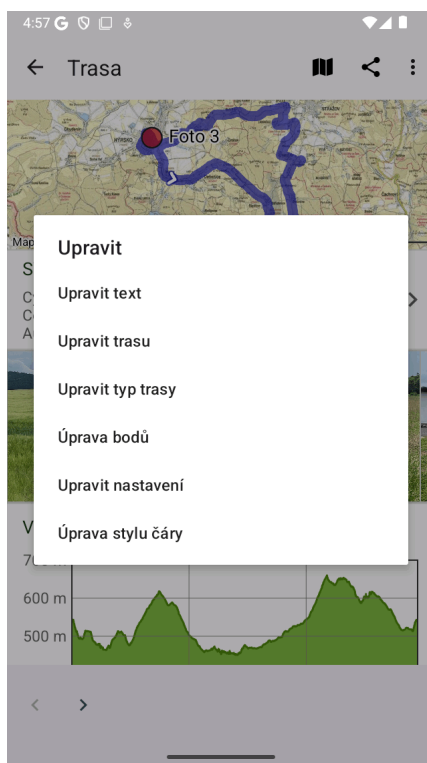 4:57
Trasa
Foto 3
Map
Upravit
Upravit text
Upravit trasu
Upravit typ trasy
Úprava bodů
Upravit nastavení
Úprava stylu čáry
S
C
C
A
V
600 m
500 m